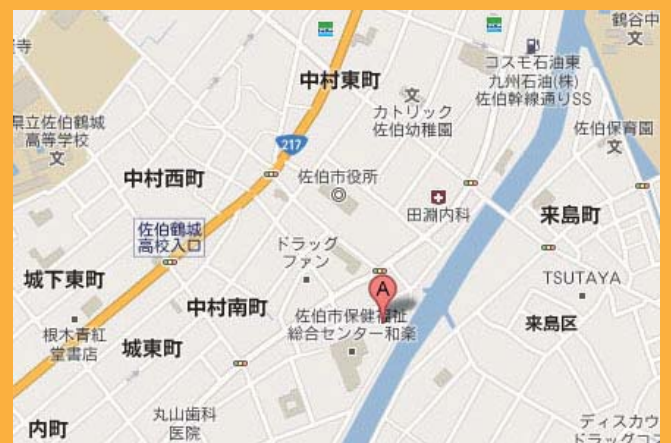 鶴谷中
文
寺
中村東町
コスモ石油東
九州石油(株)
佐伯幹線通りSS
文
カトリック
佐伯幼稚園
県立佐伯鶴城
高等学校
文
217
佐伯保育園
文
中村西町
佐伯市役所
田淵内科
来島町
佐伯鶴城
高校入口
ドラッグ
ファン
城下東町
A
TSUTAYA
中村南町
佐伯市保健福祉
総合センター和楽
来島区
根木青紅
堂書店
城東町
丸山歯科
医院
内町
ディスカウ
ドラッグコス